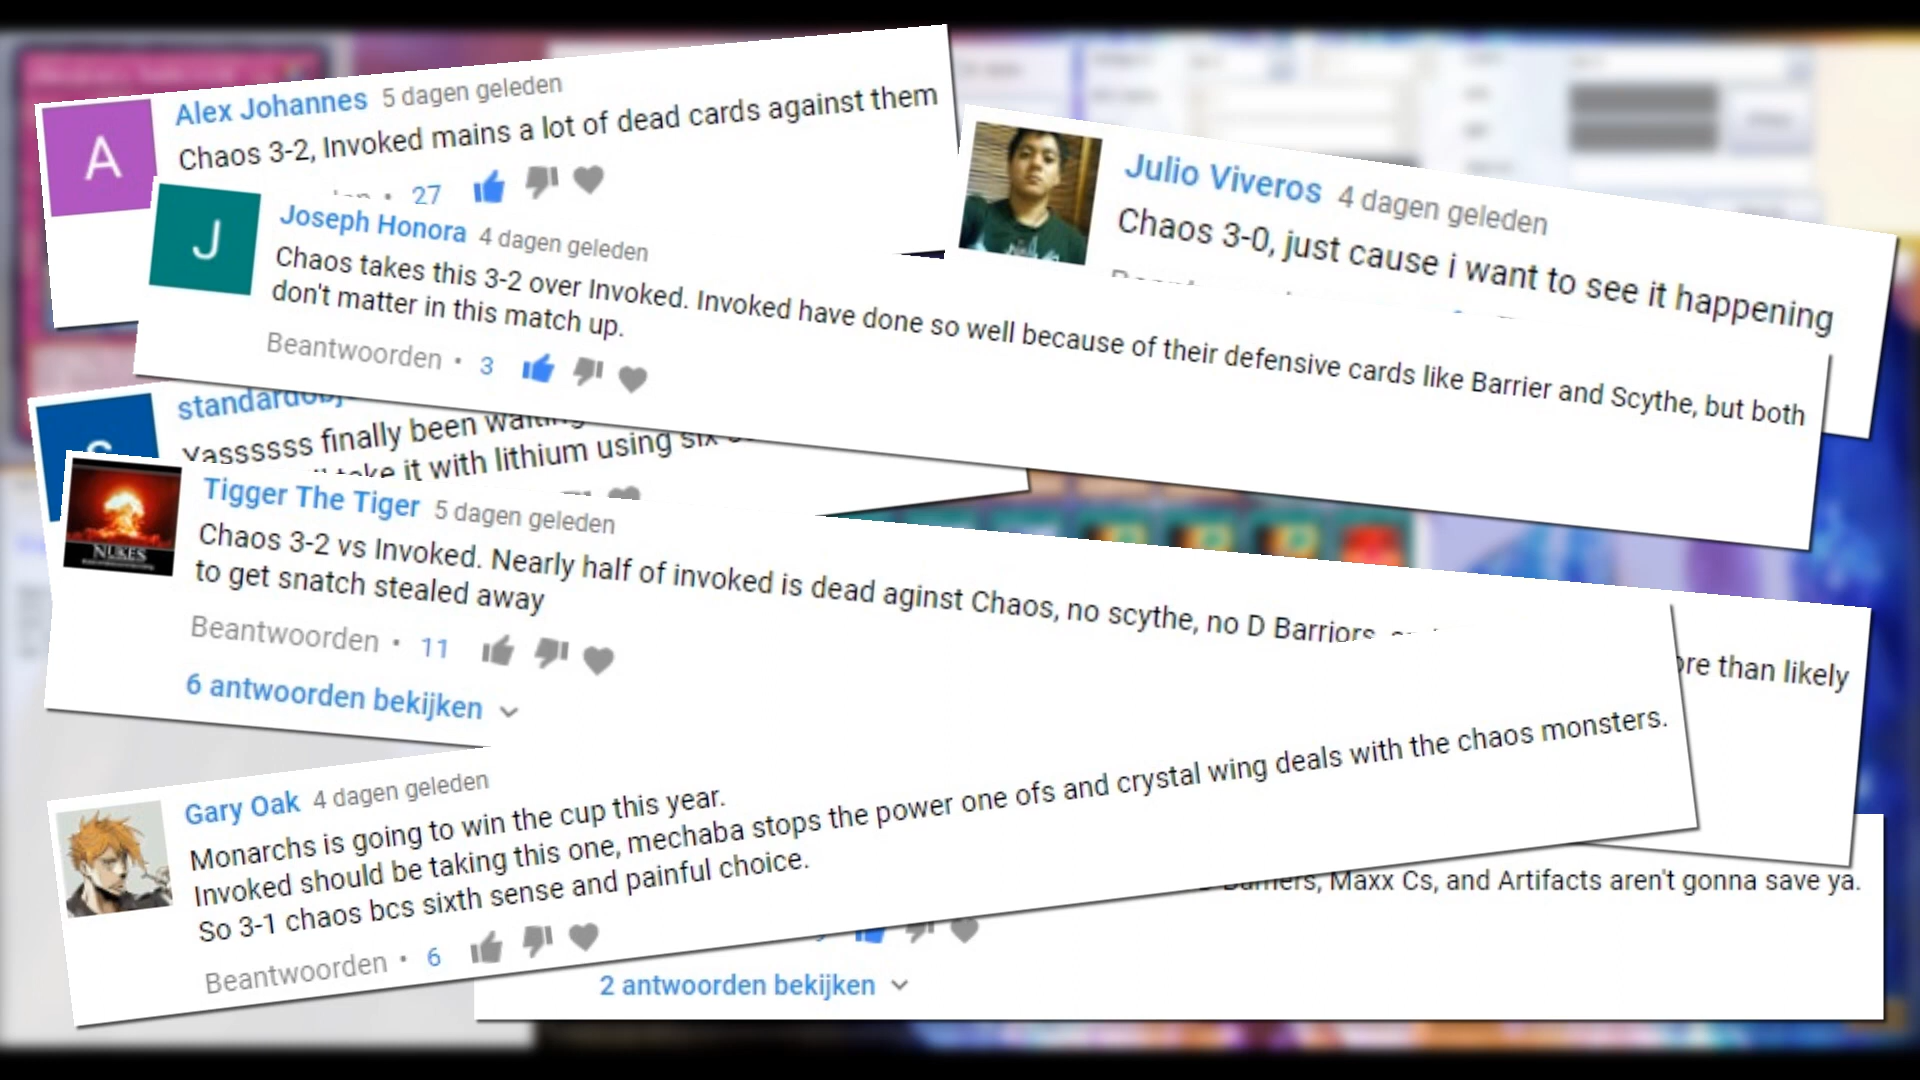 Alex Johannes 5 dagen geleden
Chaos 3-2, Invoked mains a lot of dead cards against them
27
A
Julio Viveros 4 dagen geleden
Chaos 3-0, just cause i want to see it happening
J
Joseph Honora 4 dagen geleden
Chaos takes this 3-2 over Invoked. Invoked have done so well because of their defensive cards like Barrier and Scythe, but both
don't matter in this match up.
Beantwoorden • 3
Yassssss finally been
take it with lithium using
Tigger The Tiger 5 dagen geleden
Chaos 3-2 vs Invoked. Nearly half of invoked is dead aginst Chaos, no scythe, no D Barriors,
than likely
to get snatch stealed away
Beantwoorden • 11
6 antwoorden bekijken
NUKES
Gary Oak 4 dagen geleden
Monarchs is going to win the cup this year.
Invoked should be taking this one, mechaba stops the power one ofs and crystal wing deals with the chaos monsters.
So 3-1 chaos bcs sixth sense and painful choice.
Beantwoorden • 6
Maxx Cs, and Artifacts aren't gonna save ya.
2 antwoorden bekijken